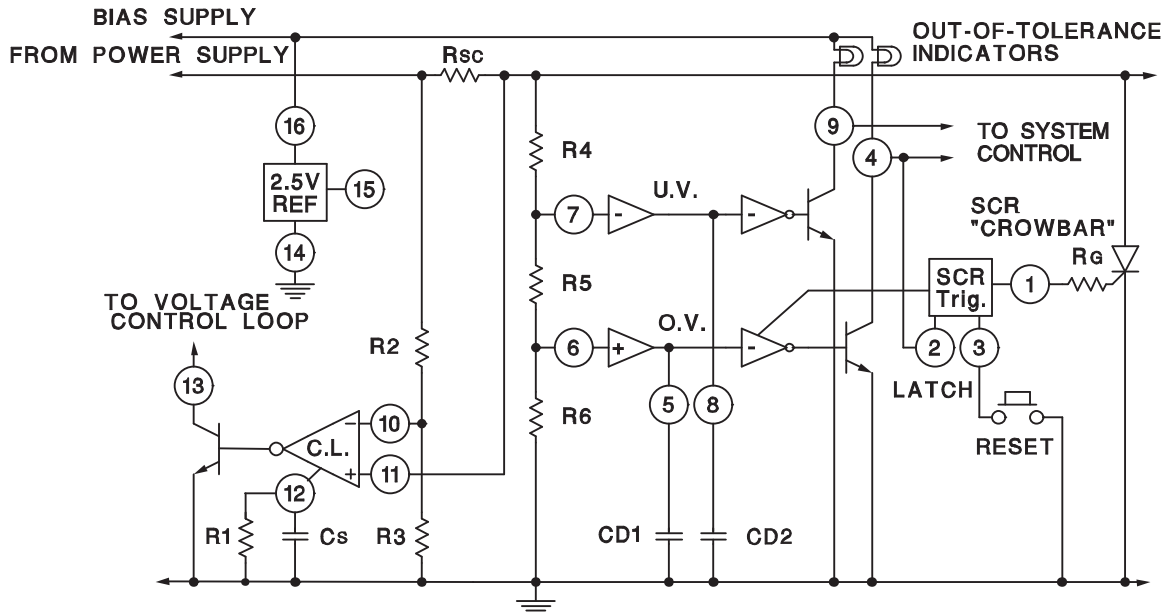 BIAS SUPPLY
FROM POWER SUPPLY
RSC
OUT-OF-TOLERANCE
INDICATORS
16
2.5V
REF
15
14
R4
9
TO SYSTEM
CONTROL
4
7
-
U.V.
-
SCR
"CROWBAR"
RG
SCR
Trig.
1
R5
TO VOLTAGE
CONTROL LOOP
R2
6
+
O.V.
-
2
3
LATCH
13
5
8
R6
RESET
C.L.
−
10
+
11
12
R1
CS
R3
CD1
CD2